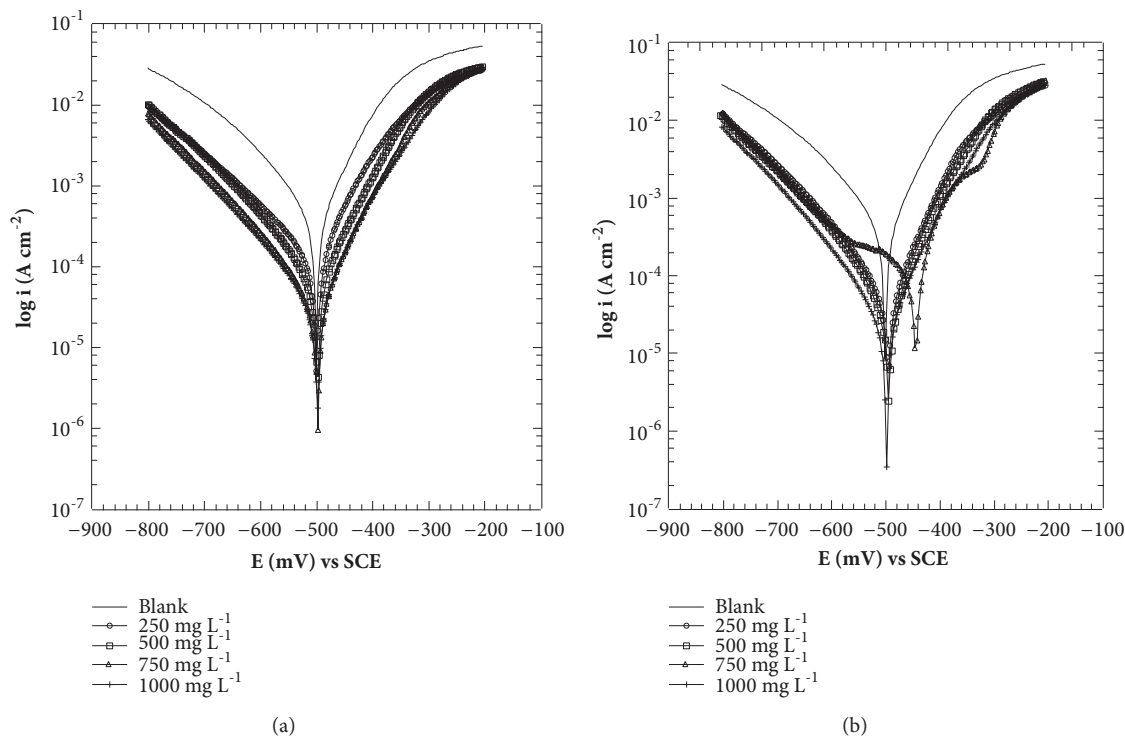 10-1
10-2
10-3
10-4
10-5
10-6
10-7
log i (A cm-2)
−900 −800 −700 −600 −500 −400 −300 −200 −100
E (mV) vs SCE
Blank
250 mg L-1
500 mg L-1
750 mg L-1
1000 mg L-1
(a)
10-1
10-2
10-3
10-4
10-5
10-6
10-7
log i (A cm-2)
−900 −800 −700 −600 −500 −400 −300 −200 −100
E (mV) vs SCE
Blank
250 mg L-1
500 mg L-1
750 mg L-1
1000 mg L-1
(b)